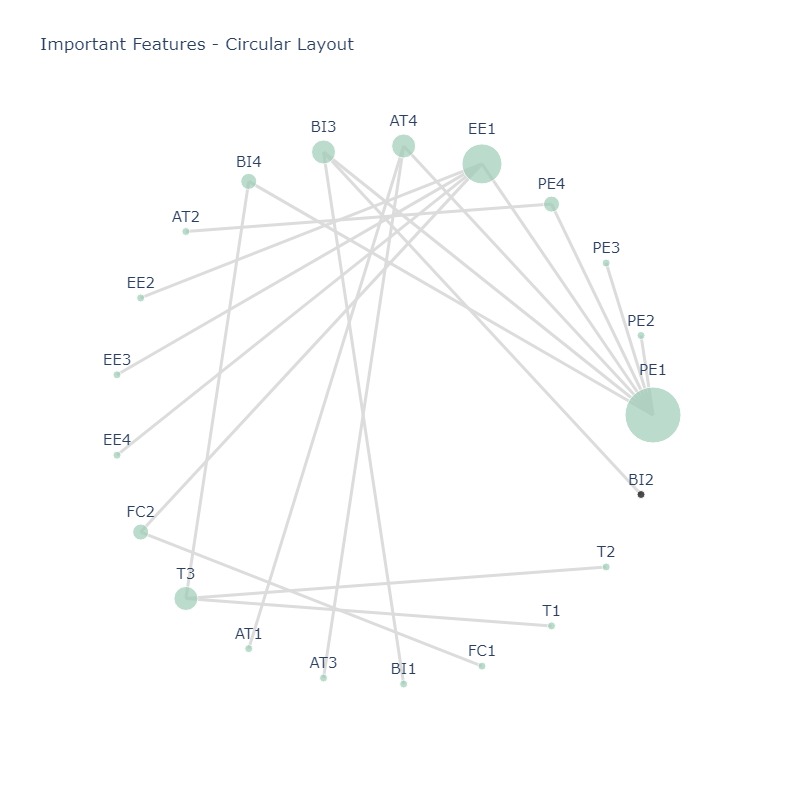 Important Features - Circular Layout
EE1
AT4
BI3
BI4
PE4
AT2
PE3
EE2
PE2
EE3
PE1
EE4
BI2
FC2
T2
T3
T1
AT1
FC1
AT3
BI1